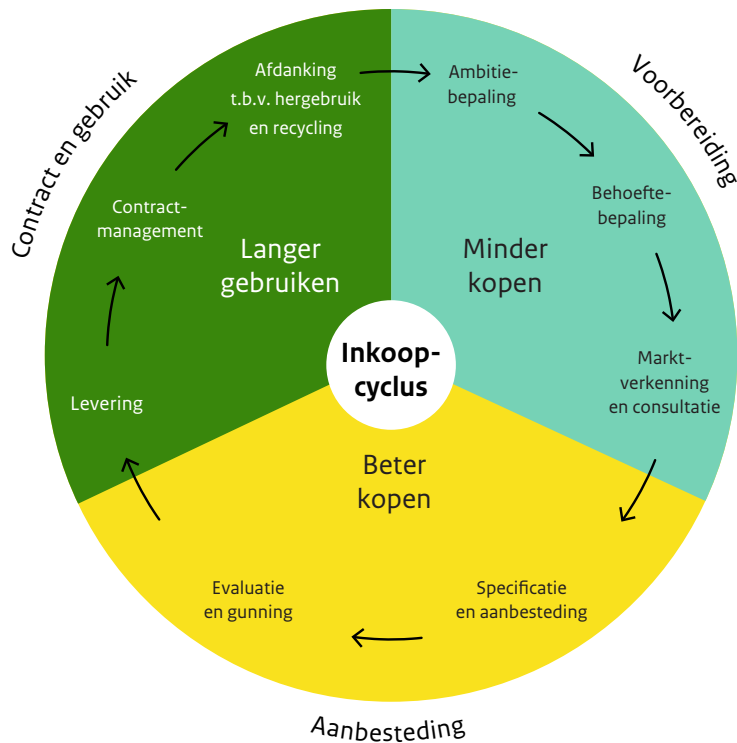 Voorbereiding
Ambitie-
bepaling
Behoefte-
bepaling
Markt-
verkenning
en consultatie
Minder
kopen
Inkoop-
cyclus
Beter
kopen
Specificatie
en aanbesteding
Evaluatie
en gunning
Aanbesteding
Levering
Contract-
management
Afdanking
t.b.v. hergebruik
en recycling
Langer
gebruiken
Contract en gebruik